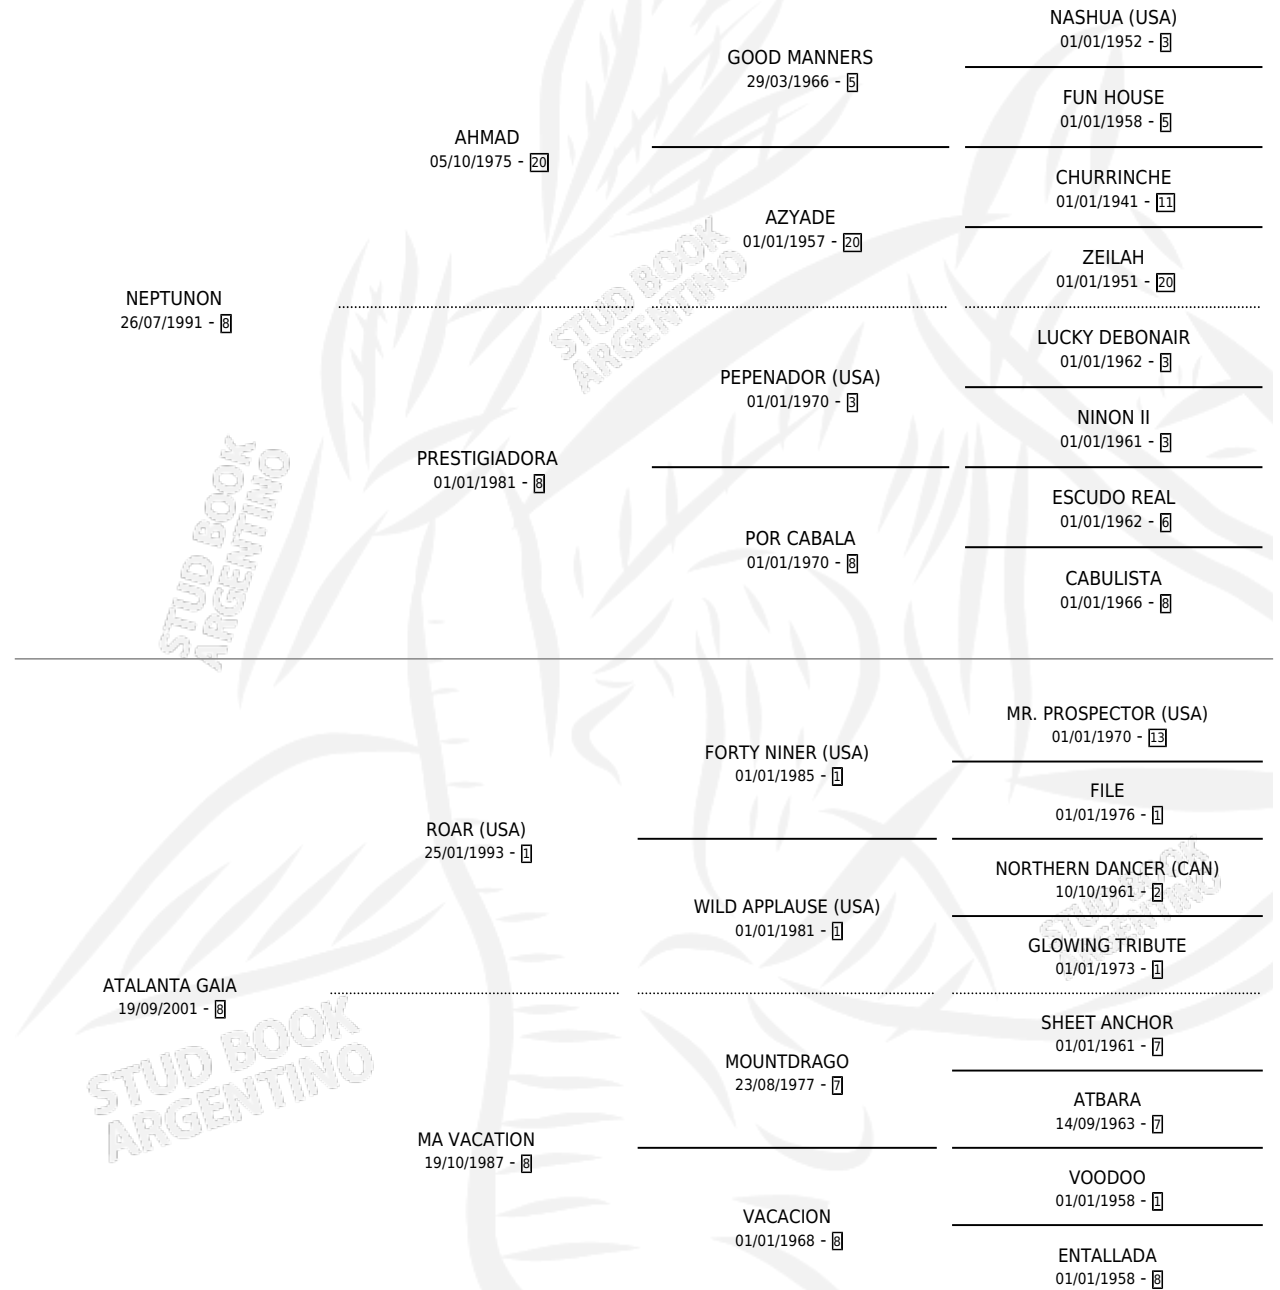 NASHUA (USA)
01/01/1952 - 3
GOOD MANNERS
29/03/1966 - 5
FUN HOUSE
01/01/1958 - 5
AHMAD
05/10/1975 - 20
CHURRINCHE
01/01/1941 - 11
AZYADE
01/01/1957 - 20
ZEILAH
01/01/1951 - 20
NEPTUNON
26/07/1991 - 8
LUCKY DEBONAIR
01/01/1962 - 3
PEPENADOR (USA)
01/01/1970 - 3
NINON II
01/01/1961 - 3
PRESTIGIADORA
01/01/1981 - 8
ESCUDO REAL
01/01/1962 - 6
POR CABALA
01/01/1970 - 8
CABULISTA
01/01/1966 - 8
STUD BOOK
ARGENTINO
STUD BOOK
ARGENTINO
MR. PROSPECTOR (USA)
01/01/1970 - 13
FORTY NINER (USA)
01/01/1985 - 1
FILE
01/01/1976 - 1
ROAR (USA)
25/01/1993 - 1
NORTHERN DANCER (CAN)
10/10/1961 - 2
WILD APPLAUSE (USA)
01/01/1981 - 1
GLOWING TRIBUTE
01/01/1973 - 1
ATALANTA GAIA
19/09/2001 - 8
SHEET ANCHOR
01/01/1961 - 7
MOUNTDRAGO
23/08/1977 - 7
ATBARA
14/09/1963 - 7
MA VACATION
19/10/1987 - 8
VOODOO
01/01/1958 - 1
VACACION
01/01/1968 - 8
ENTALLADA
01/01/1958 - 8
STUD BOOK
ARGENTINO
STUD BOOK
ARGENTINO